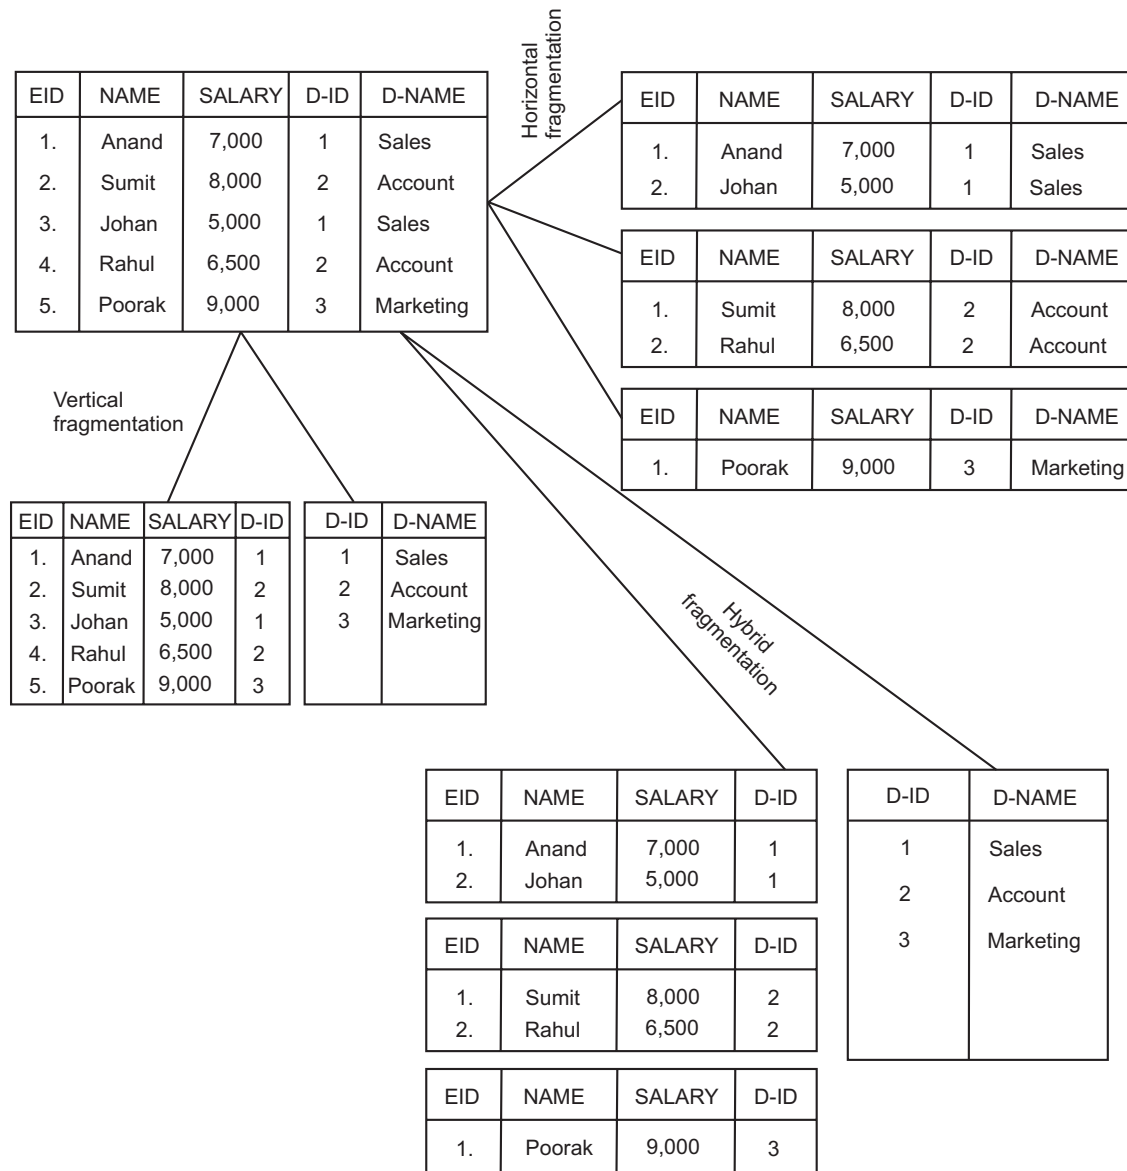 Horizontal
fragmentation
EID NAME SALARY D-ID D-NAME
1. Anand 7,000 1 Sales
2. Sumit 8,000 2 Account
3. Johan 5,000 1 Sales
4. Rahul 6,500 2 Account
5. Poorak 9,000 3 Marketing
EID NAME SALARY D-ID D-NAME
1. Anand 7,000 1 Sales
2. Johan 5,000 1 Sales
EID NAME SALARY D-ID D-NAME
1. Sumit 8,000 2 Account
2. Rahul 6,500 2 Account
EID NAME SALARY D-ID D-NAME
1. Poorak 9,000 3 Marketing
Vertical
fragmentation
EID NAME SALARY D-ID
1. Anand 7,000 1
2. Sumit 8,000 2
3. Johan 5,000 1
4. Rahul 6,500 2
5. Poorak 9,000 3
D-ID D-NAME
1 Sales
2 Account
3 Marketing
Hybrid
fragmentation
EID NAME SALARY D-ID
1. Anand 7,000 1
2. Johan 5,000 1
EID NAME SALARY D-ID
1. Sumit 8,000 2
2. Rahul 6,500 2
EID NAME SALARY D-ID
1. Poorak 9,000 3
D-ID D-NAME
1 Sales
2 Account
3 Marketing